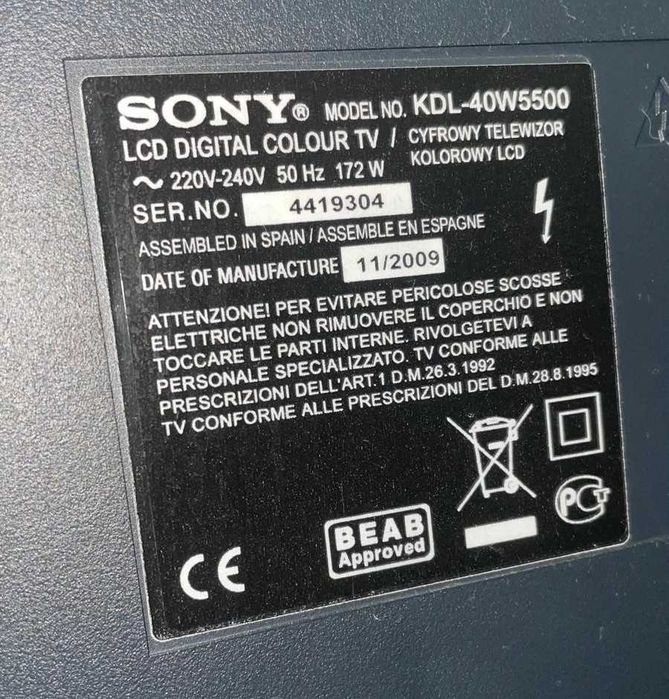 SONY® MODEL NO. KDL-40W5500
LCD DIGITAL COLOUR TV / CYFROWY TELEWIZOR
KOLOROWY LCD
~ 220V-240V 50 Hz 172 W
SER.NO. 4419304
ASSEMBLED IN SPAIN / ASSEMBLE EN ESPAGNE
DATE OF MANUFACTURE 11/2009
ATTENZIONE! PER EVITARE PERICOLOSE SCOSSE
ELETTRICHE NON RIMUOVERE IL COPERCHIO E NON
TOCCARE LE PARTI INTERNE. RIVOLGETEVI A
PERSONALE SPECIALIZZATO. TV CONFORME ALLE
PRESCRIZIONI DELL'ART.1 D.M.26.3.1992
TV CONFORME ALLE PRESCRIZIONI DEL D.M.28.8.1995
CE
BEAB
Approved
PCT